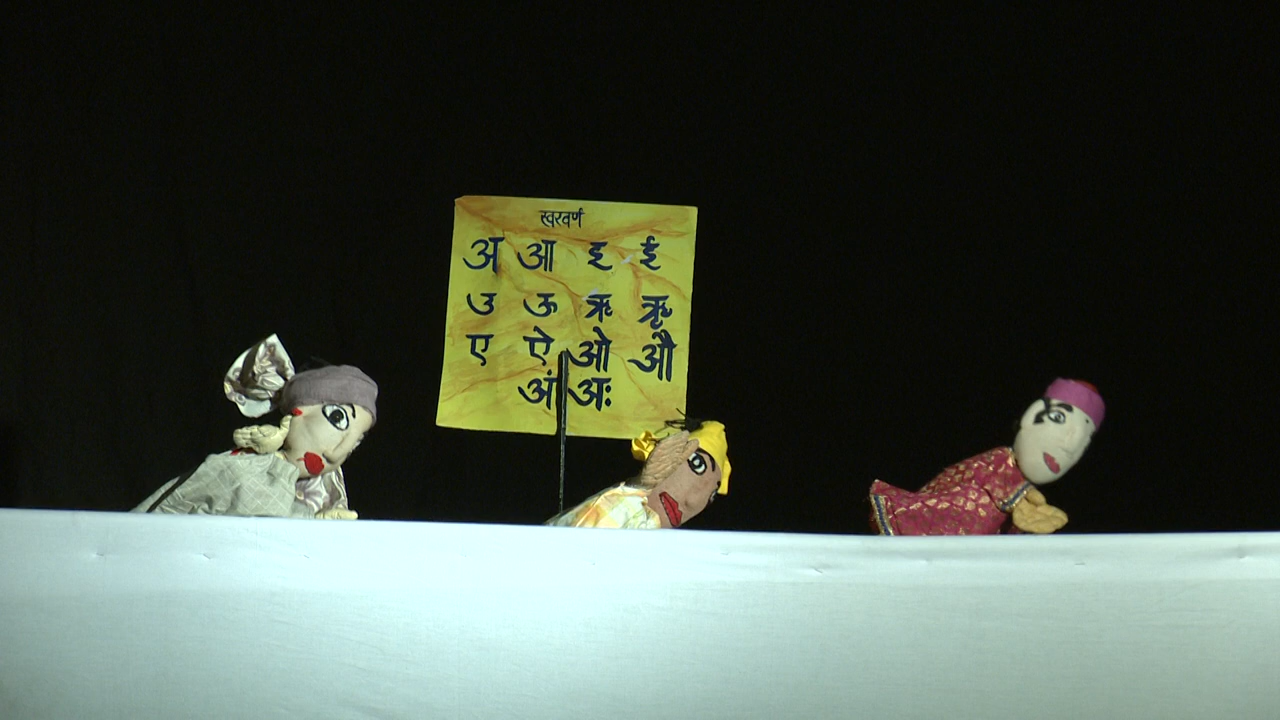 स्वरवर्ण
अ आ इ ई
उ ऊ ऋ ॠ
ए ऐ ओ औ
अं अः